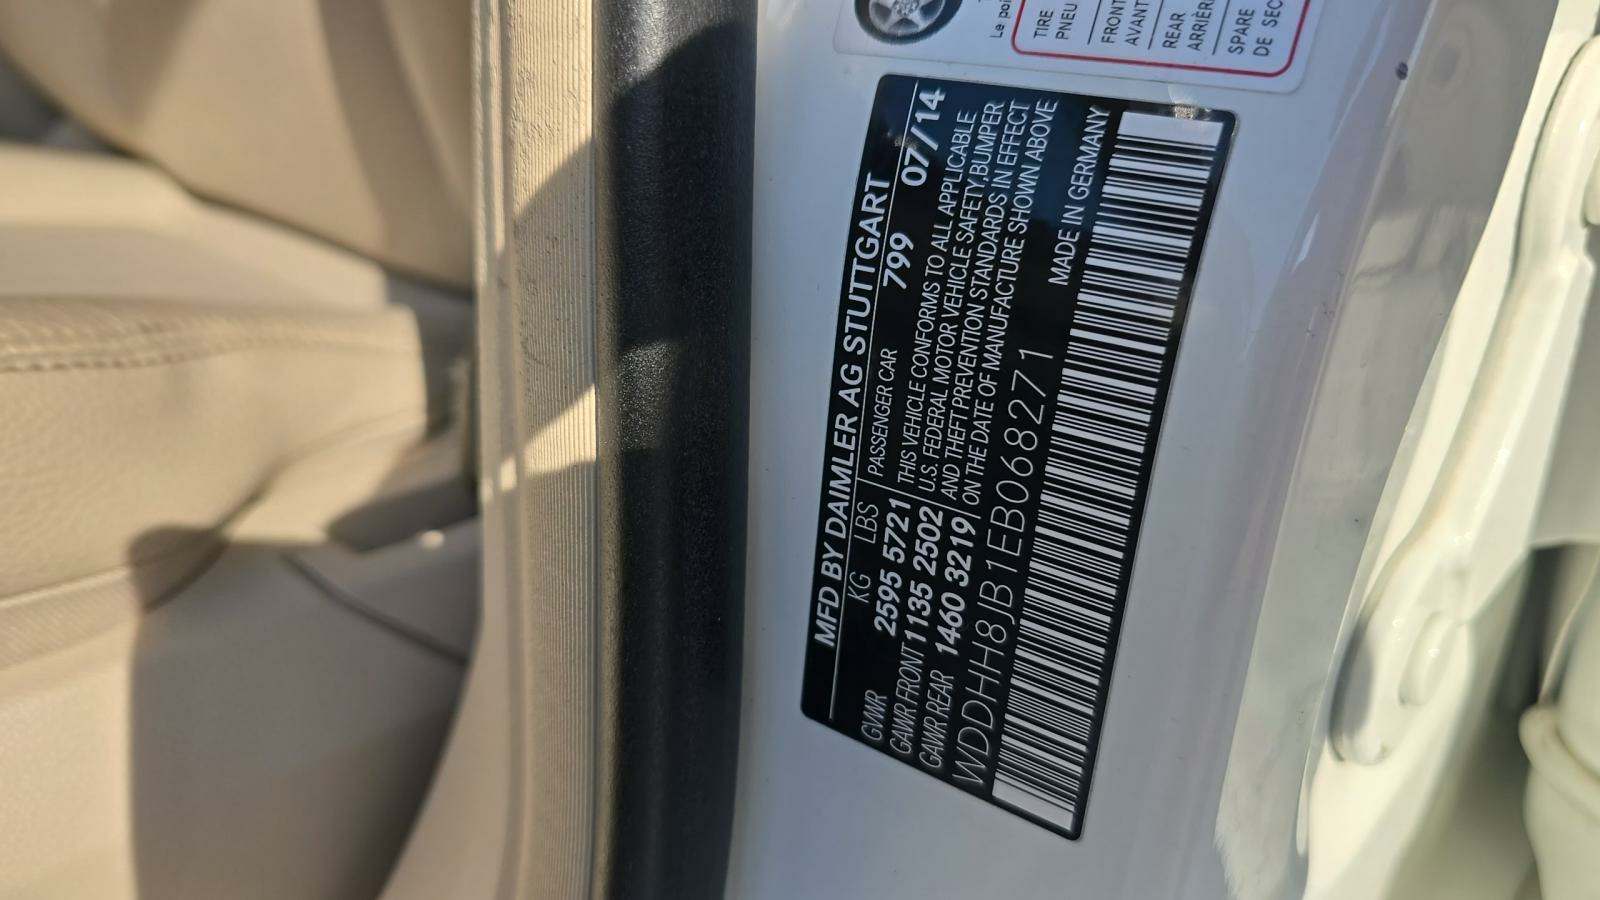 Le poi
TIRE
PNEU
FRONT
AVANT
REAR
ARRIÈRE
SPARE
DE SEC
MFD BY DAIMLER AG STUTTGART 07/14
KG LBS PASSENGER CAR 799
GVWR 2595 5721 THIS VEHICLE CONFORMS TO ALL APPLICABLE
GAWR FRONT 1135 2502 U.S. FEDERAL MOTOR VEHICLE SAFETY,BUMPER
GAWR REAR 1460 3219 AND THEFT PREVENTION STANDARDS IN EFFECT
ON THE DATE OF MANUFACTURE SHOWN ABOVE
WDDHH8JB1EB068271 MADE IN GERMANY